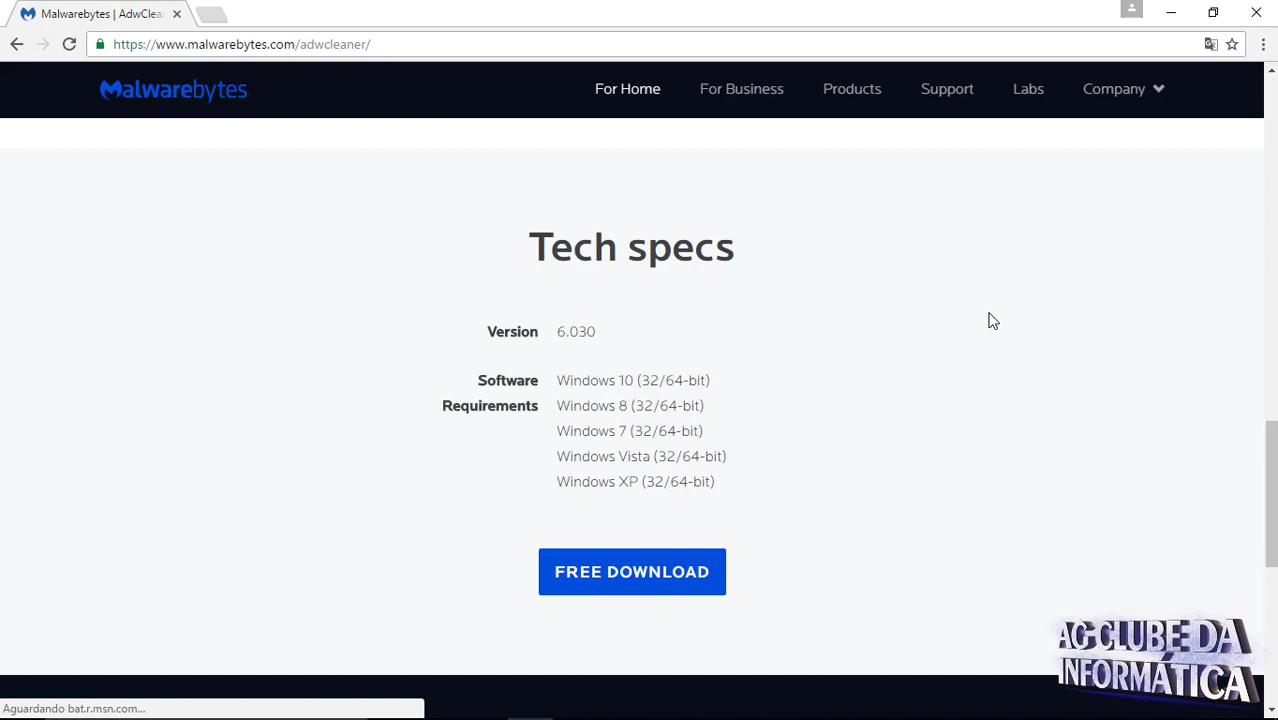 Malwarebytes | AdwClea
https://www.malwarebytes.com/adwcleaner/
Malwarebytes
For Home
For Business
Products
Support
Labs
Company
Tech specs
Version 6.030
Software Windows 10 (32/64-bit)
Requirements Windows 8 (32/64-bit)
Windows 7 (32/64-bit)
Windows Vista (32/64-bit)
Windows XP (32/64-bit)
FREE DOWNLOAD
AG CLUBE DA
INFORMÁTICA
Aguardando bat.r.msn.com...